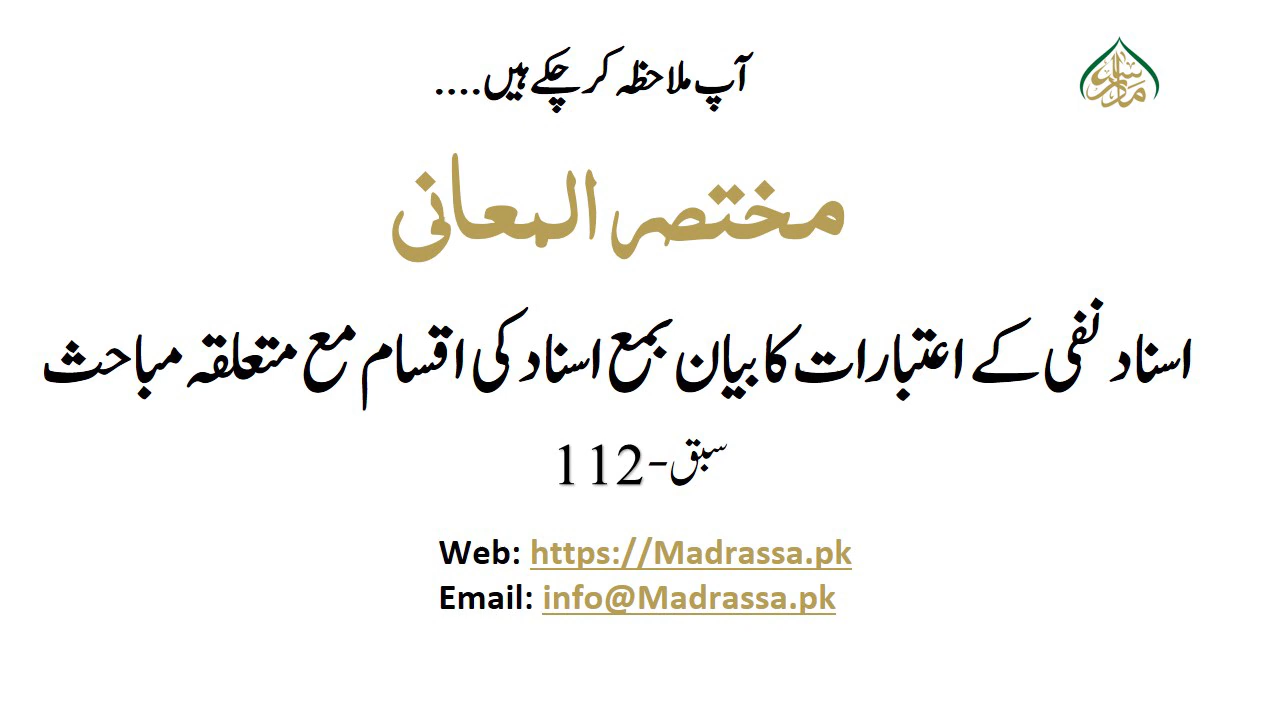 آپ ملاحظہ کر چکے ہیں....
مدرسہ
مختصر المعانی
اسناد نفی کے اعتبارات کا بیان بمع اسناد کی اقسام مع متعلقہ مباحث
سبق-112
Web: https://Madrassa.pk
Email: info@Madrassa.pk